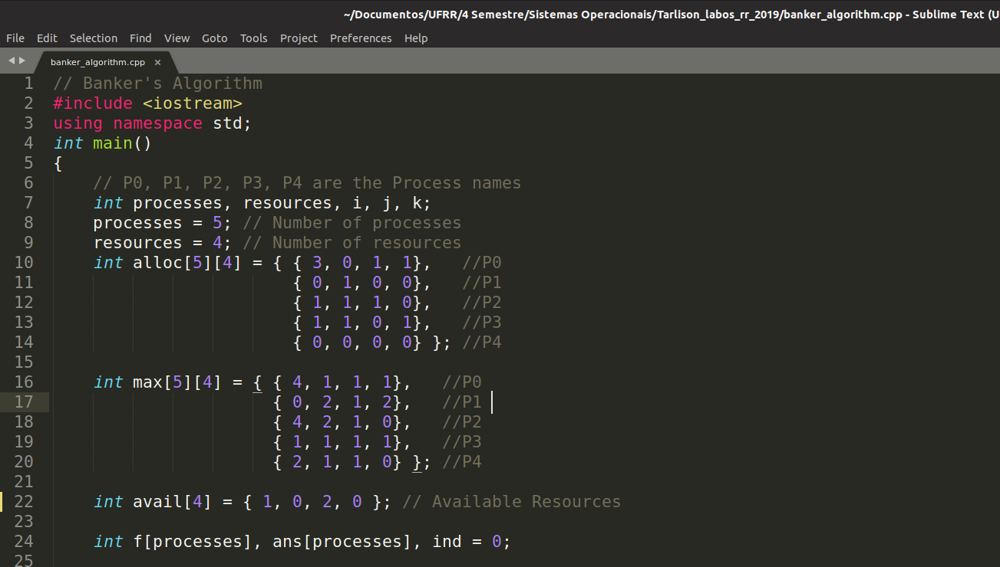 ~/Documentos/UFRR/4 Semestre/Sistemas Operacionais/Tarlison_labos_rr_2019/banker_algorithm.cpp - Sublime Text (U
File Edit Selection Find View Goto Tools Project Preferences Help
banker_algorithm.cpp ×
1 // Banker's Algorithm
2 #include <iostream>
3 using namespace std;
4 int main()
5 {
6 // P0, P1, P2, P3, P4 are the Process names
7 int processes, resources, i, j, k;
8 processes = 5; // Number of processes
9 resources = 4; // Number of resources
10 int alloc[5][4] = { { 3, 0, 1, 1}, //P0
11 { 0, 1, 0, 0}, //P1
12 { 1, 1, 1, 0}, //P2
13 { 1, 1, 0, 1}, //P3
14 { 0, 0, 0, 0} }; //P4
15
16 int max[5][4] = { { 4, 1, 1, 1}, //P0
17 { 0, 2, 1, 2}, //P1
18 { 4, 2, 1, 0}, //P2
19 { 1, 1, 1, 1}, //P3
20 { 2, 1, 1, 0} }; //P4
21
22 int avail[4] = { 1, 0, 2, 0 }; // Available Resources
23
24 int f[processes], ans[processes], ind = 0;
25